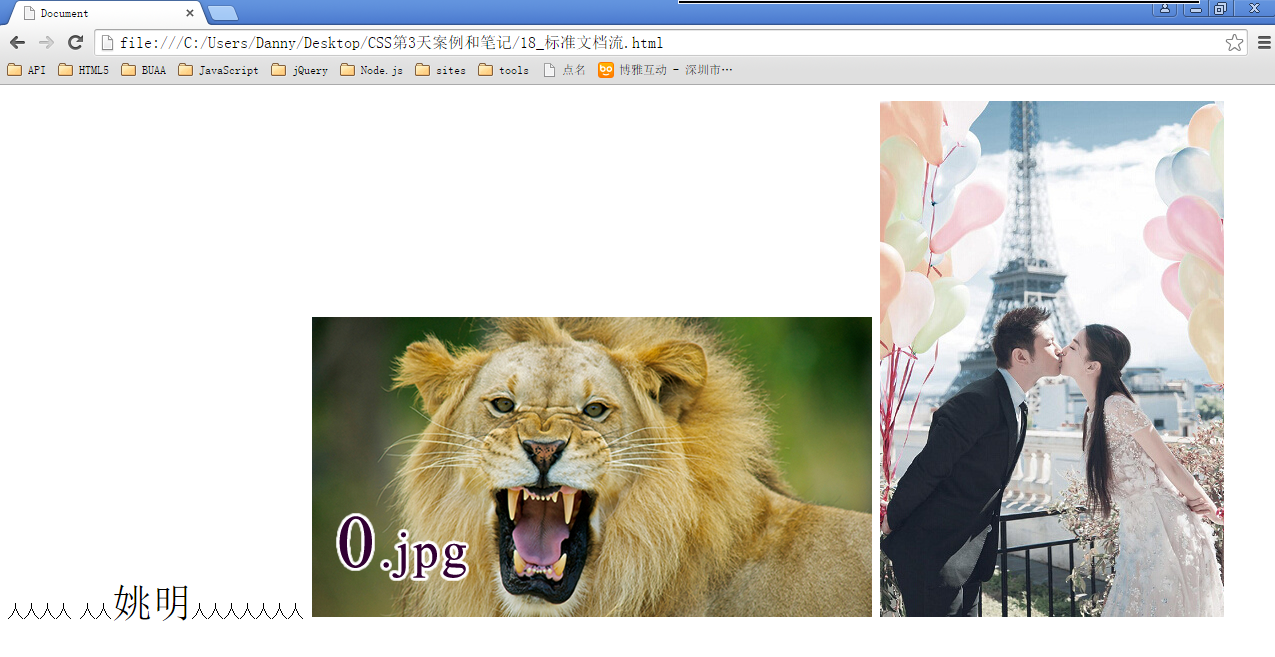 Document
file:///C:/Users/Danny/Desktop/CSS第3天案例和笔记/18_标准文档流.html
API HTML5 BUAA JavaScript jQuery Node.js sites tools 点名 博雅互动 - 深圳市…
0.jpg
人人人人 人人姚明人人人人人人人